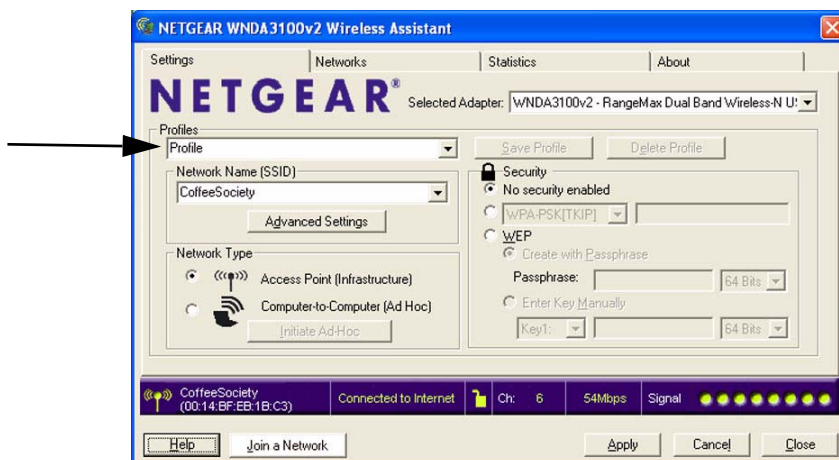 NETGEAR WNDA3100v2 Wireless Assistant
Settings Networks Statistics About
NETGEAR®
Selected Adapter: WNDA3100v2 - RangeMax Dual Band Wireless-N U
Profiles
Profile Save Profile Delete Profile
Network Name (SSID)
CoffeeSociety
Advanced Settings
Network Type
Access Point (Infrastructure)
Computer-to-Computer (Ad Hoc)
Initiate Ad-Hoc
Security
No security enabled
WPA-PSK[TKIP]
WEP
Create with Passphrase
Passphrase: 64 Bits
Enter Key Manually
Key1: 64 Bits
CoffeeSociety
(00:14:BF:EB:1B:C3) Connected to Internet Ch: 6 54Mbps Signal
Help Join a Network Apply Cancel Close